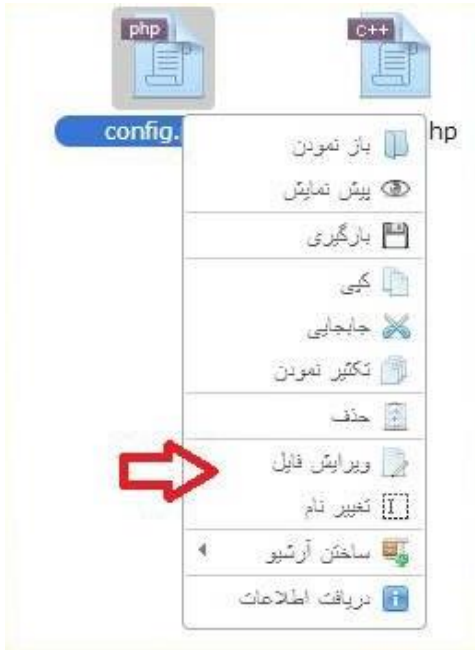 php
C++
config.
hp
باز نمودن
پیش نمایش
بارگیری
کپی
جابجایی
تکثیر نمودن
حذف
ویرایش فایل
تغییر نام
ساختن آرشیو
دریافت اطلاعات